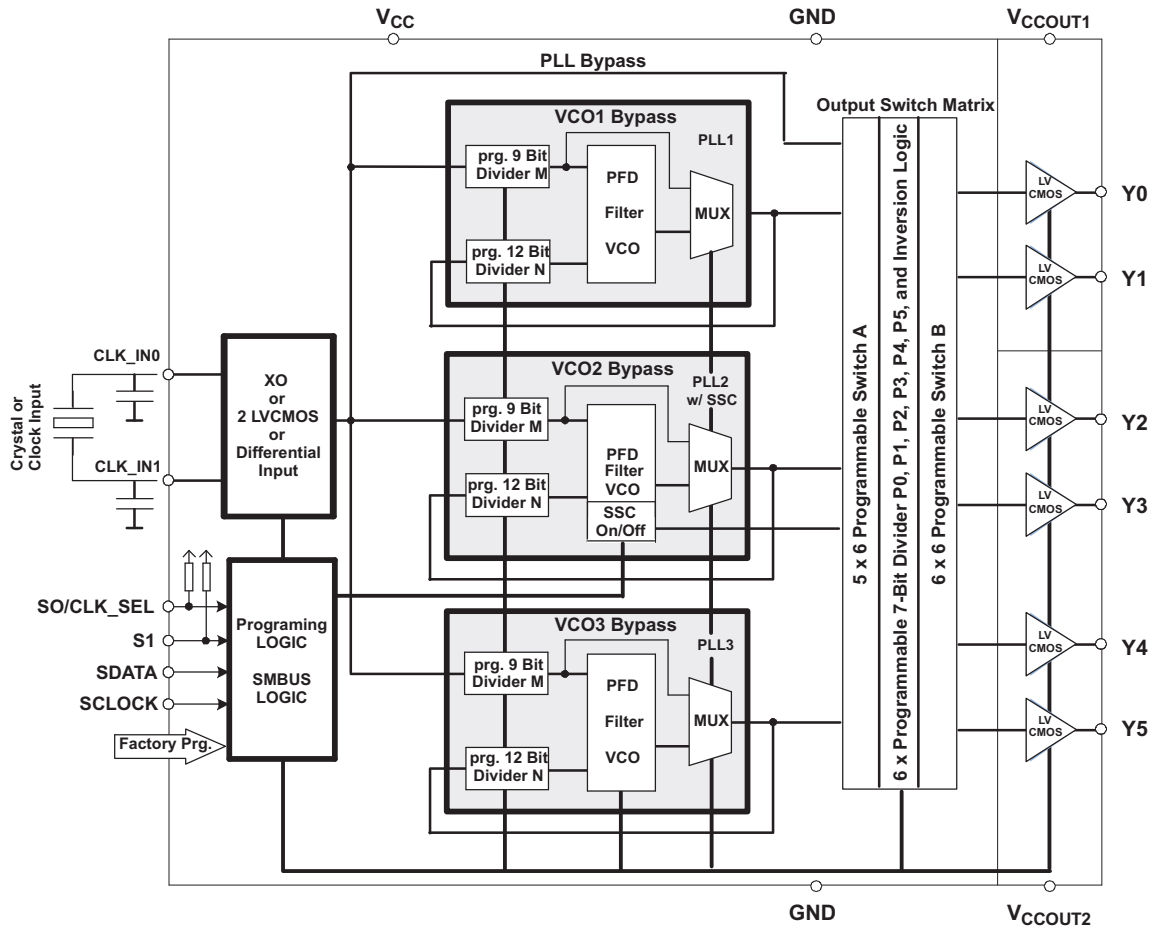 VCC
GND
VCCOUT1
PLL Bypass
Output Switch Matrix
VCO1 Bypass
PLL1
prg. 9 Bit
Divider M
PFD
Filter
VCO
MUX
prg. 12 Bit
Divider N
LV
CMOS
Y0
LV
CMOS
Y1
CLK_IN0
Crystal or
Clock Input
CLK_IN1
XO
or
2 LVCMOS
or
Differential
Input
VCO2 Bypass
PLL2
w/ SSC
prg. 9 Bit
Divider M
PFD
Filter
VCO
MUX
prg. 12 Bit
Divider N
SSC
On/Off
5 x 6 Programmable Switch A
6 x Programmable 7-Bit Divider P0, P1, P2, P3, P4, P5, and Inversion Logic
6 x 6 Programmable Switch B
LV
CMOS
Y2
LV
CMOS
Y3
SO/CLK_SEL
S1
SDATA
SCLOCK
Factory Prg.
Programing
LOGIC
SMBUS
LOGIC
VCO3 Bypass
PLL3
prg. 9 Bit
Divider M
PFD
Filter
VCO
MUX
prg. 12 Bit
Divider N
LV
CMOS
Y4
LV
CMOS
Y5
GND
VCCOUT2